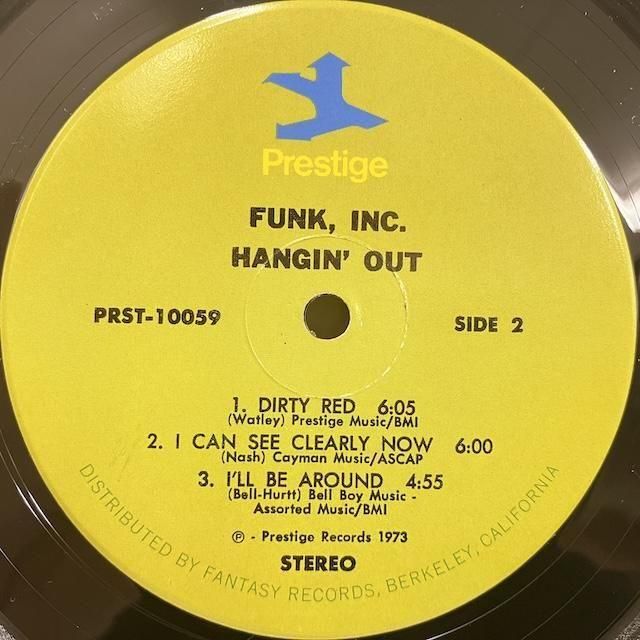 Prestige
FUNK, INC.
HANGIN' OUT
PRST-10059
SIDE 2
1. DIRTY RED 6:05
(Watley) Prestige Music/BMI
2. I CAN SEE CLEARLY NOW 6:00
(Nash) Cayman Music/ASCAP
3. I'LL BE AROUND 4:55
(Bell-Hurtt) Bell Boy Music -
Assorted Music/BMI
℗ - Prestige Records 1973
STEREO
DISTRIBUTED BY FANTASY RECORDS, BERKELEY, CALIFORNIA